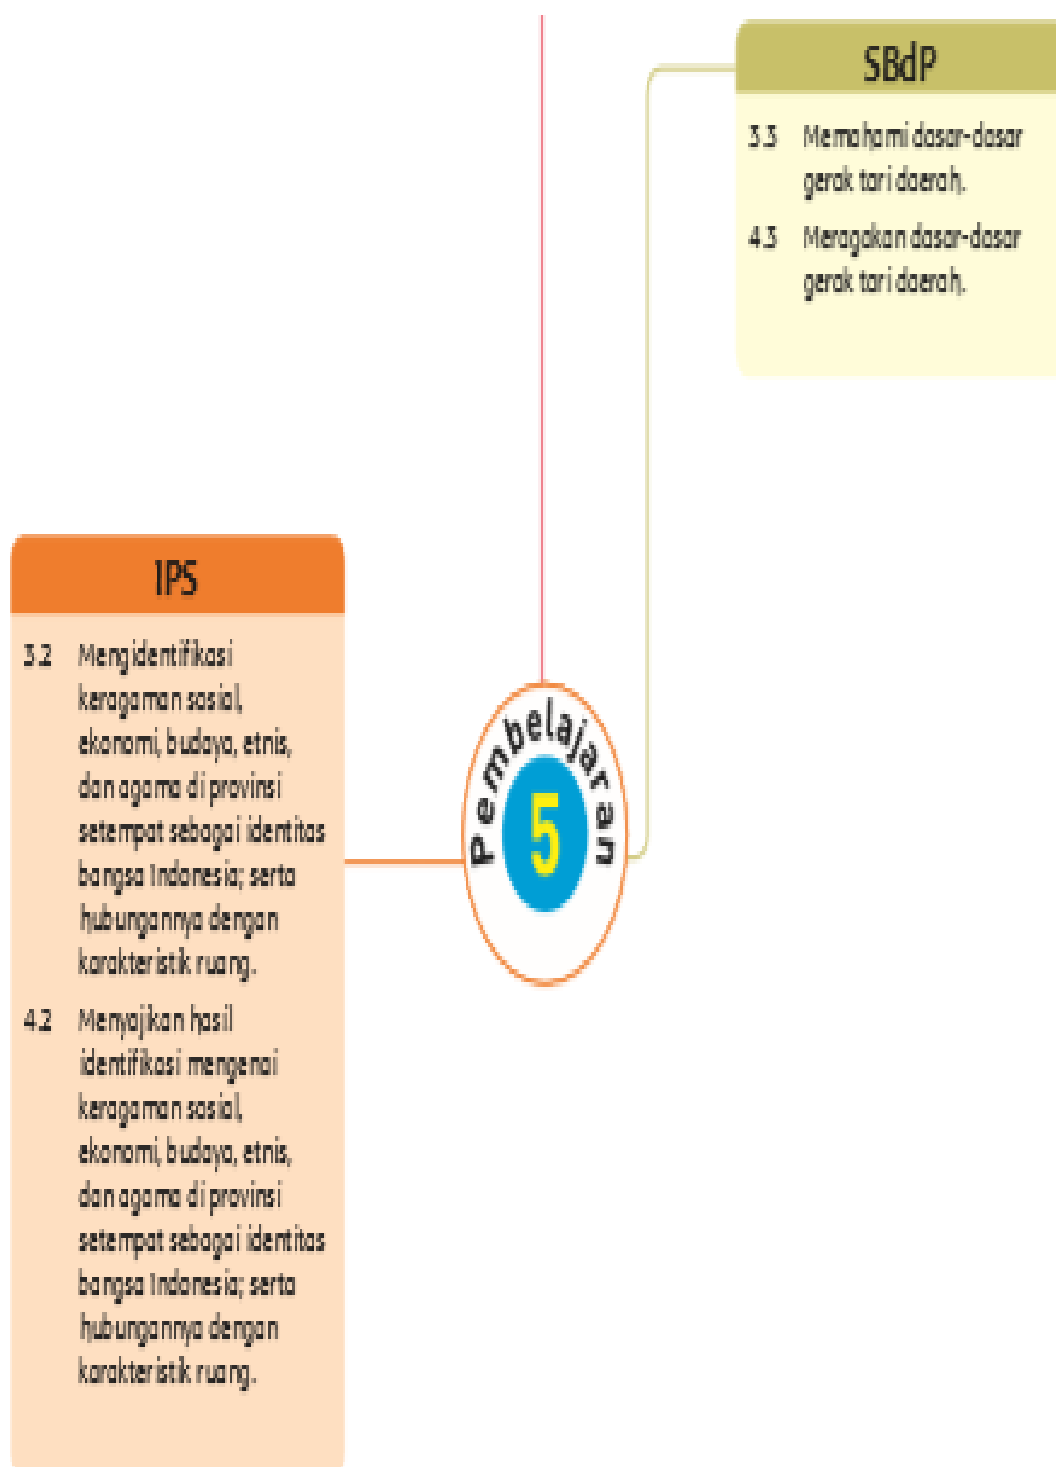 SBdP
3.3 Memahami dasar-dasar
gerak tari daerah.
4.3 Meragakan dasar-dasar
gerak tari daerah.
IPS
3.2 Mengidentifikasi
keragaman sosial,
ekonomi, budaya, etnis,
dan agama di provinsi
setempat sebagai identitas
bangsa Indonesia; serta
hubungannya dengan
karakteristik ruang.
4.2 Menyajikan hasil
identifikasi mengenai
keragaman sosial,
ekonomi, budaya, etnis,
dan agama di provinsi
setempat sebagai identitas
bangsa Indonesia; serta
hubungannya dengan
karakteristik ruang.
Pembelajaran
5